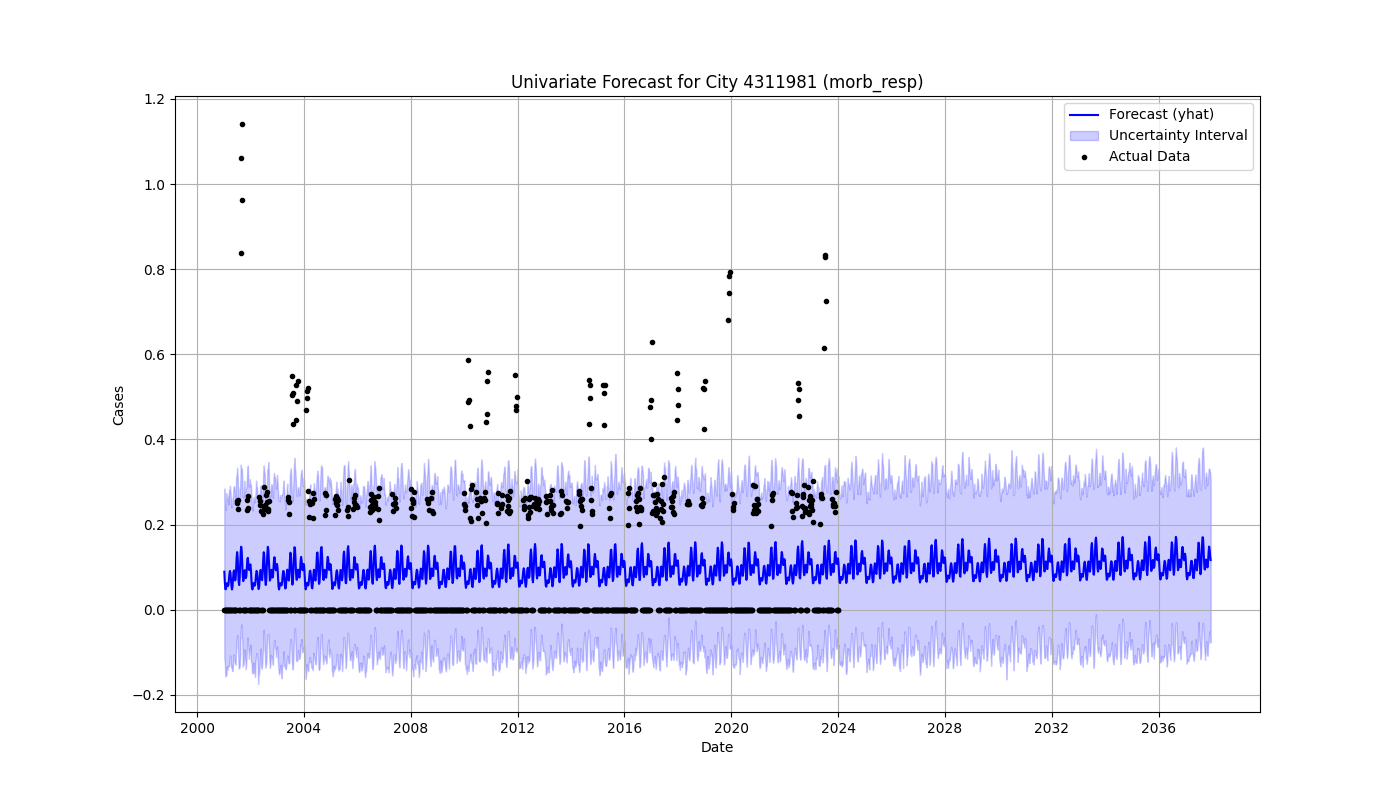 Univariate Forecast for City 4311981 (morb_resp)
Forecast (yhat)
Uncertainty Interval
Actual Data
1.2
1.0
0.8
0.6
0.4
0.2
0.0
−0.2
Cases
2000 2004 2008 2012 2016 2020 2024 2028 2032 2036
Date